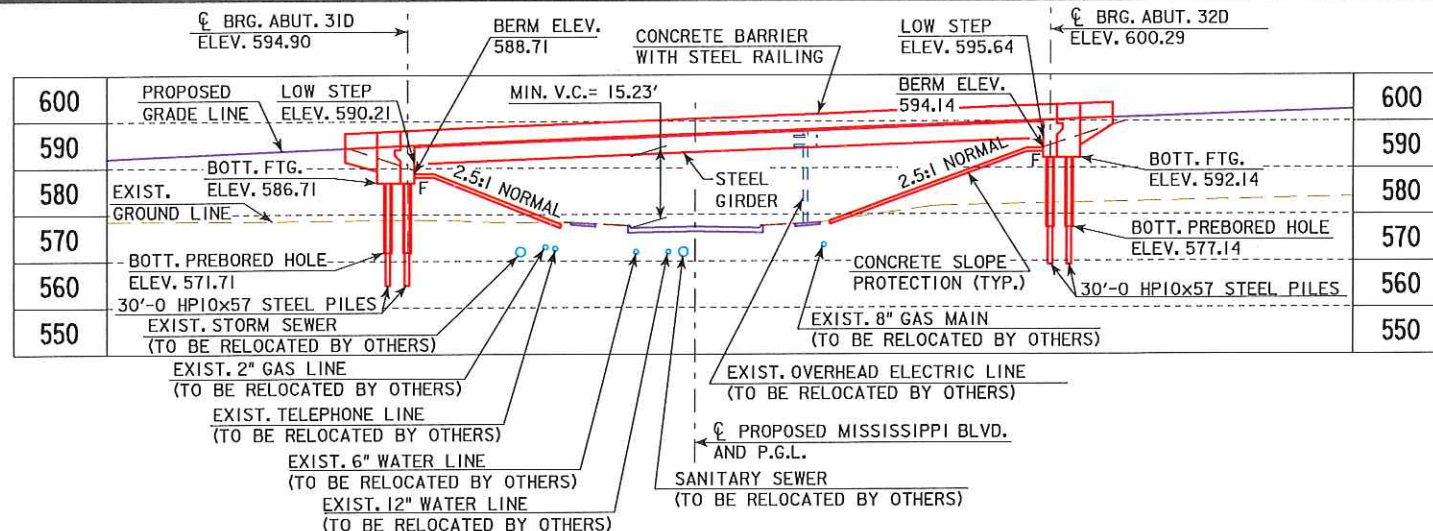 ℄ BRG. ABUT. 31D
ELEV. 594.90
BERM ELEV.
588.71
CONCRETE BARRIER
WITH STEEL RAILING
LOW STEP
ELEV. 595.64
℄ BRG. ABUT. 32D
ELEV. 600.29
600
590
580
570
560
550
PROPOSED
GRADE LINE
LOW STEP
ELEV. 590.21
MIN. V.C.= 15.23'
BERM ELEV.
594.14
600
590
580
570
560
550
BOTT. FTG.
ELEV. 586.71
F
2.5:1 NORMAL
STEEL
GIRDER
2.5:1 NORMAL
F
BOTT. FTG.
ELEV. 592.14
EXIST.
GROUND LINE
BOTT. PREBORED HOLE
ELEV. 571.71
CONCRETE SLOPE
PROTECTION (TYP.)
BOTT. PREBORED HOLE
ELEV. 577.14
30'-0 HP10x57 STEEL PILES
30'-0 HP10x57 STEEL PILES
EXIST. STORM SEWER
(TO BE RELOCATED BY OTHERS)
EXIST. 8" GAS MAIN
(TO BE RELOCATED BY OTHERS)
EXIST. 2" GAS LINE
(TO BE RELOCATED BY OTHERS)
EXIST. OVERHEAD ELECTRIC LINE
(TO BE RELOCATED BY OTHERS)
EXIST. TELEPHONE LINE
(TO BE RELOCATED BY OTHERS)
℄ PROPOSED MISSISSIPPI BLVD.
AND P.G.L.
EXIST. 6" WATER LINE
(TO BE RELOCATED BY OTHERS)
SANITARY SEWER
(TO BE RELOCATED BY OTHERS)
EXIST. 12" WATER LINE
(TO BE RELOCATED BY OTHERS)